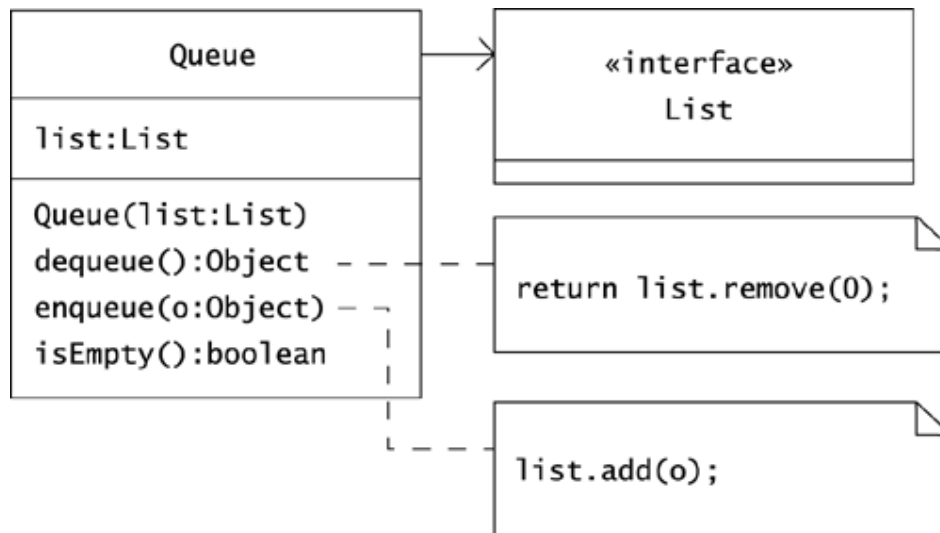 Queue
list:List
Queue(list:List)
dequeue():Object
enqueue(o:Object)
isEmpty():boolean
«interface»
List
return list.remove(0);
list.add(o);